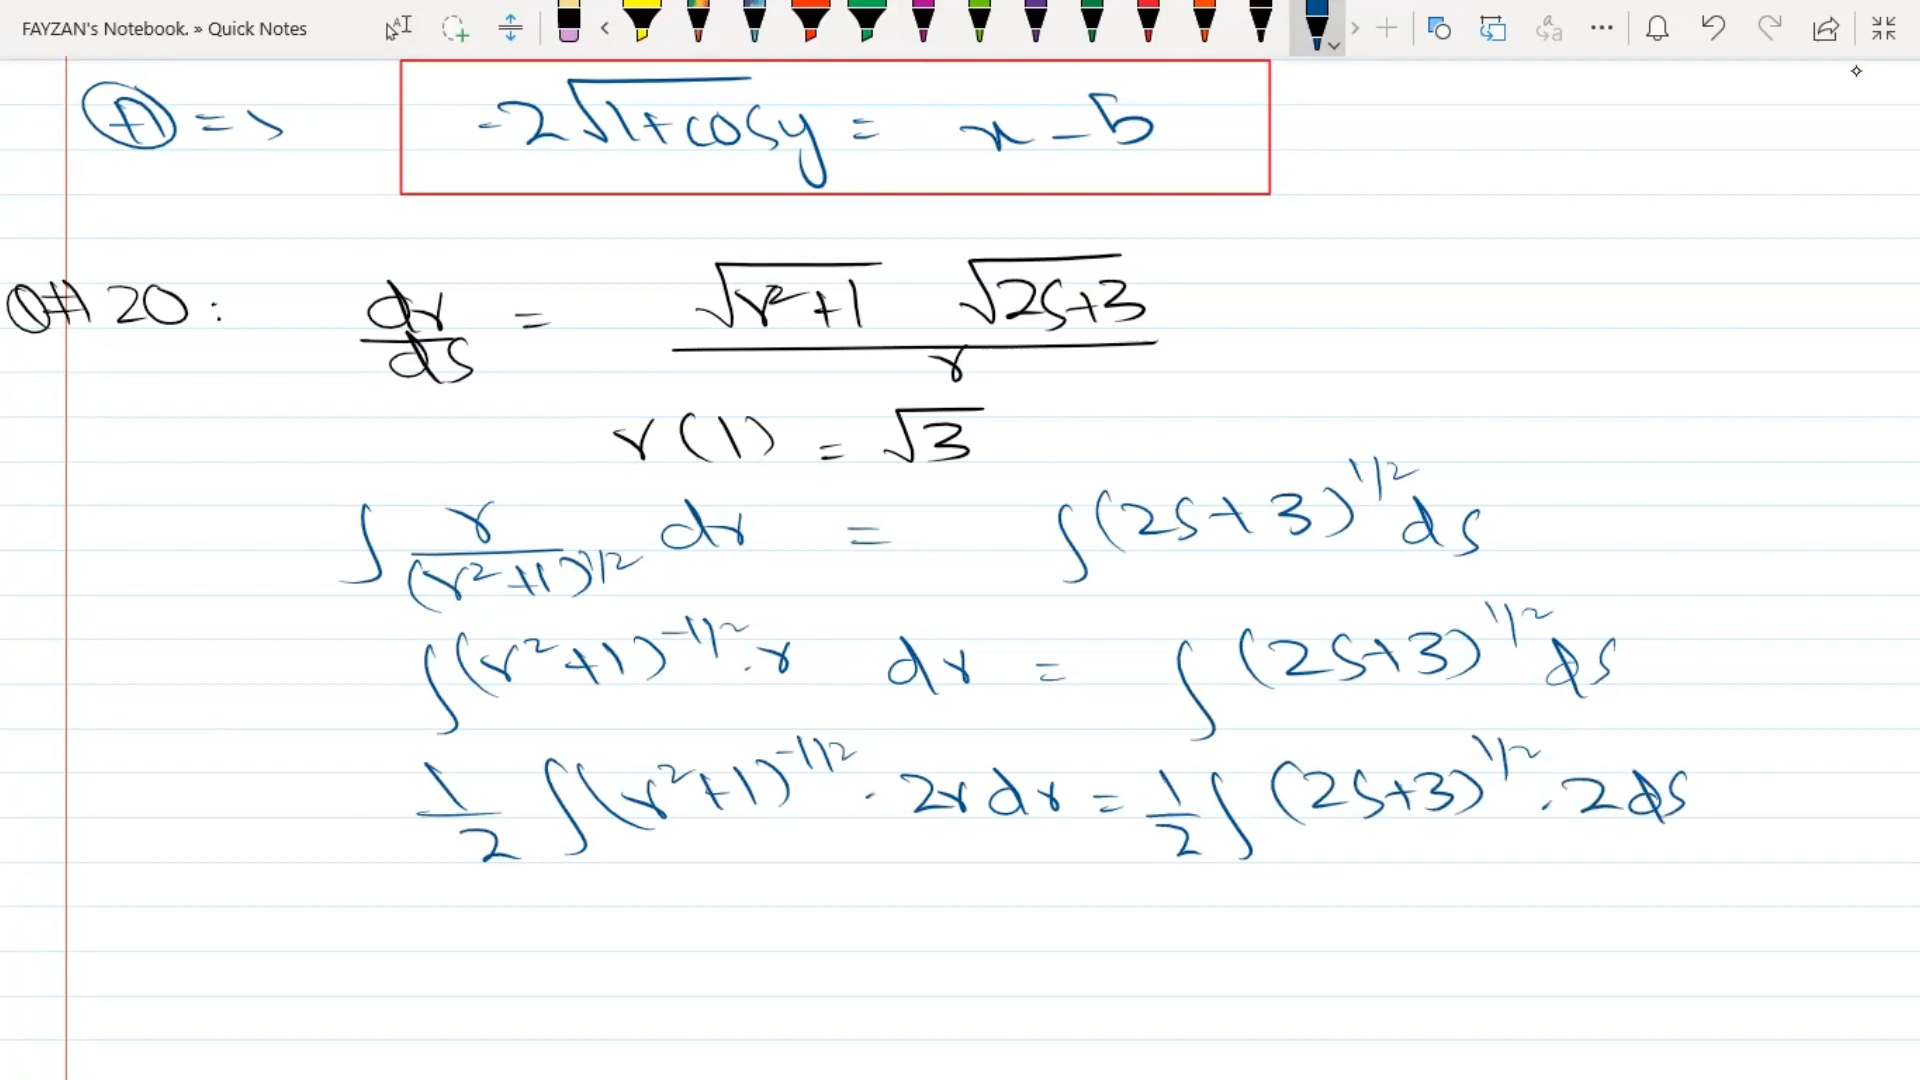 FAYZAN's Notebook. » Quick Notes
=> -2√(1+cosy) = x - 5
Q# 20 : dr/ds = √(r²+1) √(2s+3) / r
r(1) = √3
∫ r/(r²+1)^1/2 dr = ∫(2s+3)^1/2 ds
∫(r²+1)^-1/2 . r dr = ∫(2s+3)^1/2 ds
1/2 ∫(r²+1)^-1/2 . 2r dr = 1/2 ∫(2s+3)^1/2 . 2ds